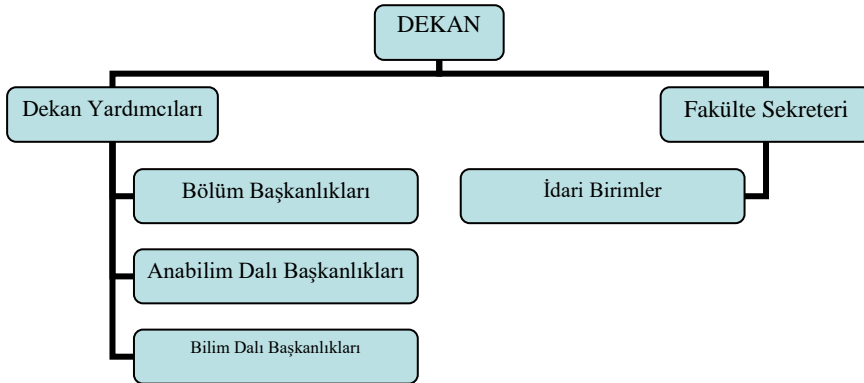 DEKAN
Dekan Yardımcıları
Fakülte Sekreteri
Bölüm Başkanlıkları
İdari Birimler
Anabilim Dalı Başkanlıkları
Bilim Dalı Başkanlıkları